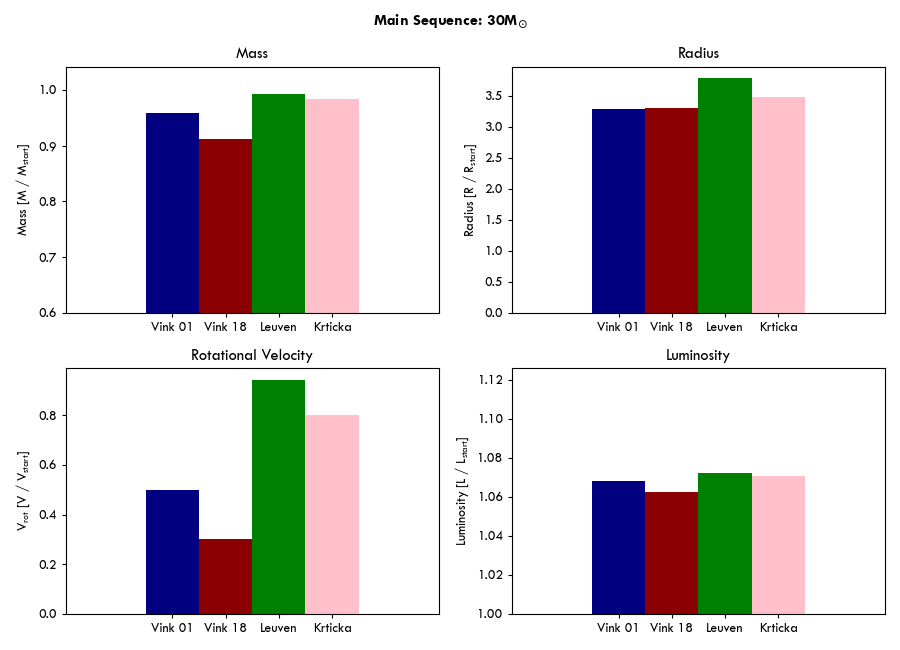 Main Sequence: 30M⊙
Mass
Mass [M / Mstart]
1.0
0.9
0.8
0.7
0.6
Vink 01 Vink 18 Leuven Krticka
Radius
Radius [R / Rstart]
3.5
3.0
2.5
2.0
1.5
1.0
0.5
0.0
Vink 01 Vink 18 Leuven Krticka
Rotational Velocity
Vrot [V / Vstart]
0.8
0.6
0.4
0.2
0.0
Vink 01 Vink 18 Leuven Krticka
Luminosity
Luminosity [L / Lstart]
1.12
1.10
1.08
1.06
1.04
1.02
1.00
Vink 01 Vink 18 Leuven Krticka